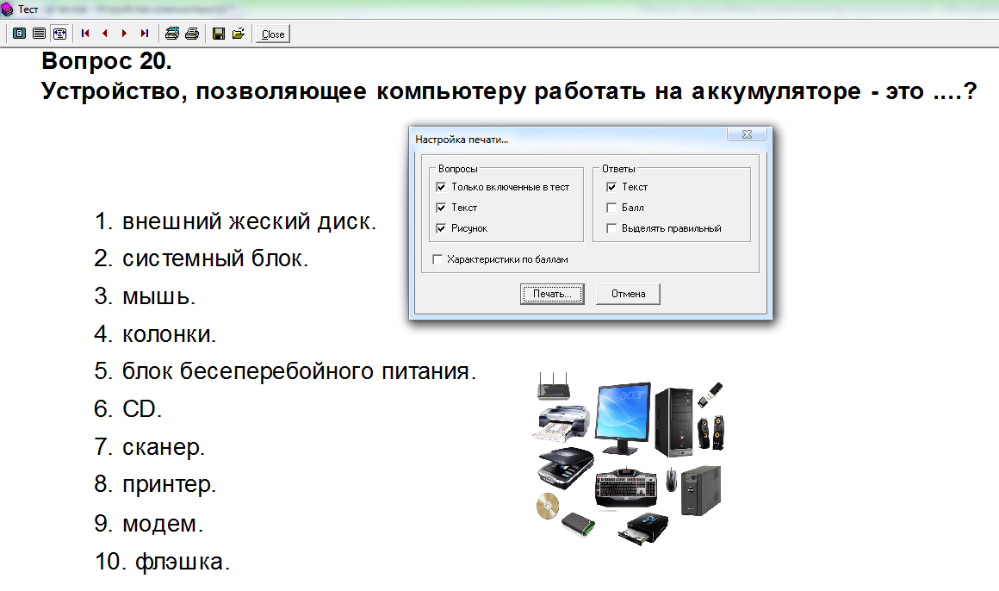 Тест
Close
Вопрос 20.
Устройство, позволяющее компьютеру работать на аккумуляторе - это ....?
Настройка печати...
Вопросы
Только включенные в тест
Текст
Рисунок
Ответы
Текст
Балл
Выделять правильный
Характеристики по баллам
Печать...
Отмена
1. внешний жеский диск.
2. системный блок.
3. мышь.
4. колонки.
5. блок бесеперебойного питания.
6. CD.
7. сканер.
8. принтер.
9. модем.
10. флэшка.
acer